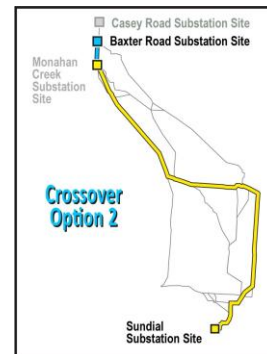 Casey Road Substation Site
Baxter Road Substation Site
Monahan
Creek
Substation
Site
Crossover
Option 2
Sundial
Substation Site